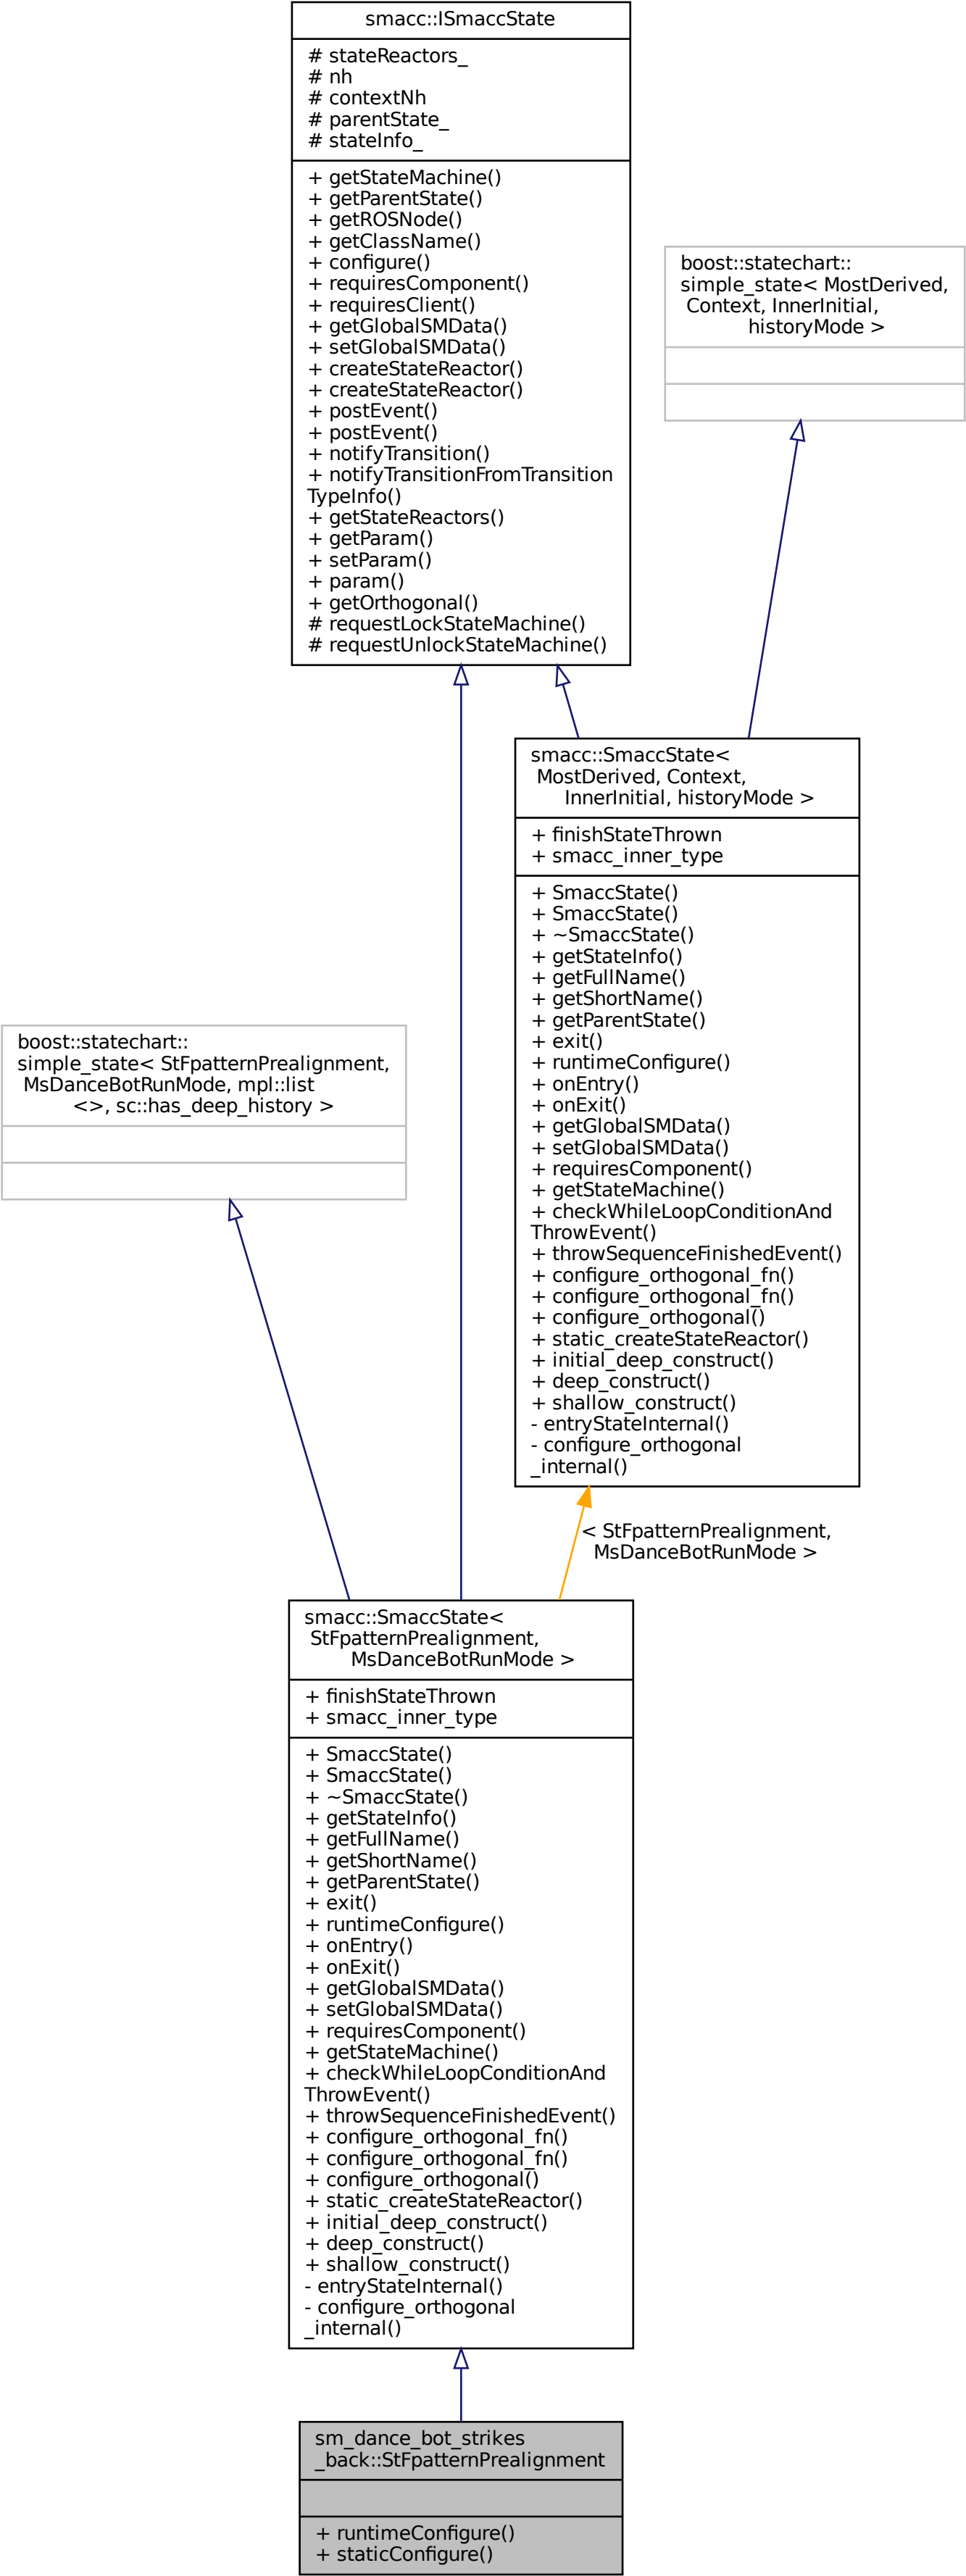 smacc::ISmaccState
# stateReactors_
# nh
# contextNh
# parentState_
# stateInfo_
+ getStateMachine()
+ getParentState()
+ getROSNode()
+ getClassName()
+ configure()
+ requiresComponent()
+ requiresClient()
+ getGlobalSMData()
+ setGlobalSMData()
+ createStateReactor()
+ createStateReactor()
+ postEvent()
+ postEvent()
+ notifyTransition()
+ notifyTransitionFromTransition
TypeInfo()
+ getStateReactors()
+ getParam()
+ setParam()
+ param()
+ getOrthogonal()
# requestLockStateMachine()
# requestUnlockStateMachine()
boost::statechart::
simple_state< MostDerived,
Context, InnerInitial,
historyMode >
smacc::SmaccState<
MostDerived, Context,
InnerInitial, historyMode >
+ finishStateThrown
+ smacc_inner_type
+ SmaccState()
+ SmaccState()
+ ~SmaccState()
+ getStateInfo()
+ getFullName()
+ getShortName()
+ getParentState()
+ exit()
+ runtimeConfigure()
+ onEntry()
+ onExit()
+ getGlobalSMData()
+ setGlobalSMData()
+ requiresComponent()
+ getStateMachine()
+ checkWhileLoopConditionAnd
ThrowEvent()
+ throwSequenceFinishedEvent()
+ configure_orthogonal_fn()
+ configure_orthogonal_fn()
+ configure_orthogonal()
+ static_createStateReactor()
+ initial_deep_construct()
+ deep_construct()
+ shallow_construct()
- entryStateInternal()
- configure_orthogonal
_internal()
boost::statechart::
simple_state< StFpatternPrealignment,
MsDanceBotRunMode, mpl::list
<>, sc::has_deep_history >
< StFpatternPrealignment,
MsDanceBotRunMode >
smacc::SmaccState<
StFpatternPrealignment,
MsDanceBotRunMode >
+ finishStateThrown
+ smacc_inner_type
+ SmaccState()
+ SmaccState()
+ ~SmaccState()
+ getStateInfo()
+ getFullName()
+ getShortName()
+ getParentState()
+ exit()
+ runtimeConfigure()
+ onEntry()
+ onExit()
+ getGlobalSMData()
+ setGlobalSMData()
+ requiresComponent()
+ getStateMachine()
+ checkWhileLoopConditionAnd
ThrowEvent()
+ throwSequenceFinishedEvent()
+ configure_orthogonal_fn()
+ configure_orthogonal_fn()
+ configure_orthogonal()
+ static_createStateReactor()
+ initial_deep_construct()
+ deep_construct()
+ shallow_construct()
- entryStateInternal()
- configure_orthogonal
_internal()
sm_dance_bot_strikes
_back::StFpatternPrealignment
+ runtimeConfigure()
+ staticConfigure()